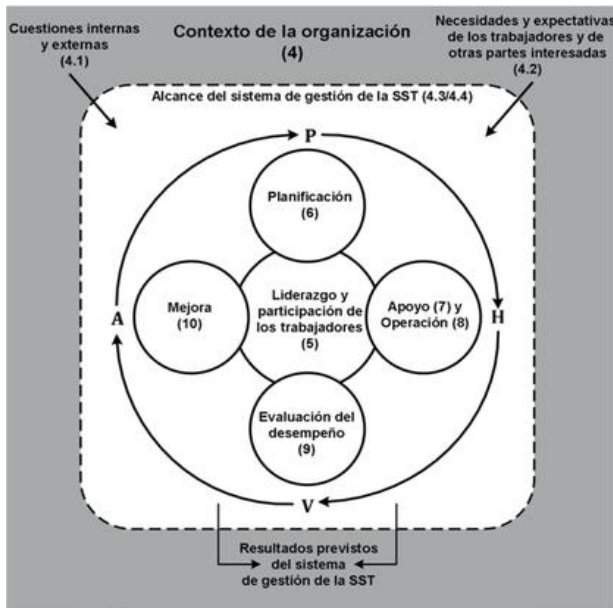 Cuestiones internas
y externas
(4.1)
Contexto de la organización
(4)
Necesidades y expectativas
de los trabajadores y de
otras partes interesadas
(4.2)
Alcance del sistema de gestión de la SST (4.3/4.4)
P
Planificación
(6)
A
Mejora
(10)
Liderazgo y
participación de
los trabajadores
(5)
Apoyo (7) y
Operación (8)
H
Evaluación del
desempeño
(9)
V
Resultados previstos
del sistema
de gestión de la SST